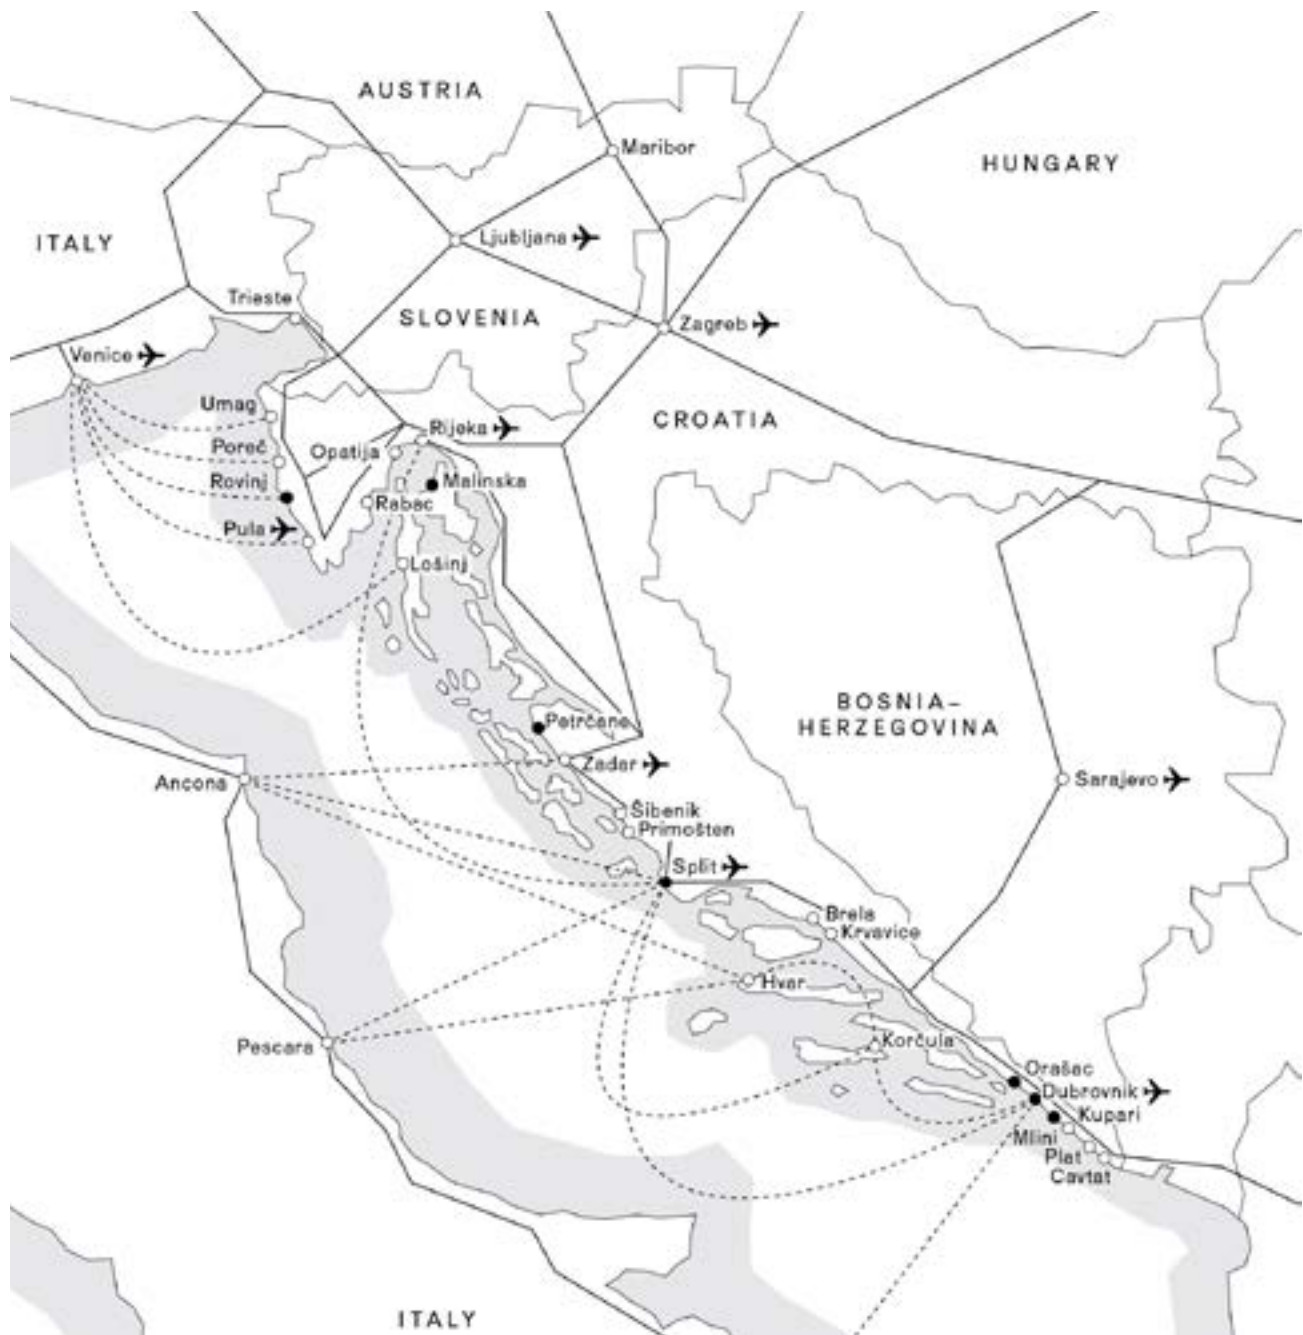 AUSTRIA
Maribor
HUNGARY
ITALY
Ljubljana
Trieste
SLOVENIA
Zagreb
Venice
Umag
CROATIA
Rijeka
Poreč
Opatija
Rovinj
Malinska
Rabac
Pula
Lošinj
BOSNIA–
HERZEGOVINA
Petrčane
Zadar
Ancona
Sarajevo
Šibenik
Primošten
Split
Brela
Krvavice
Hvar
Pescara
Korčula
Orašac
Dubrovnik
Kupari
Mlini
Plat
Cavtat
ITALY